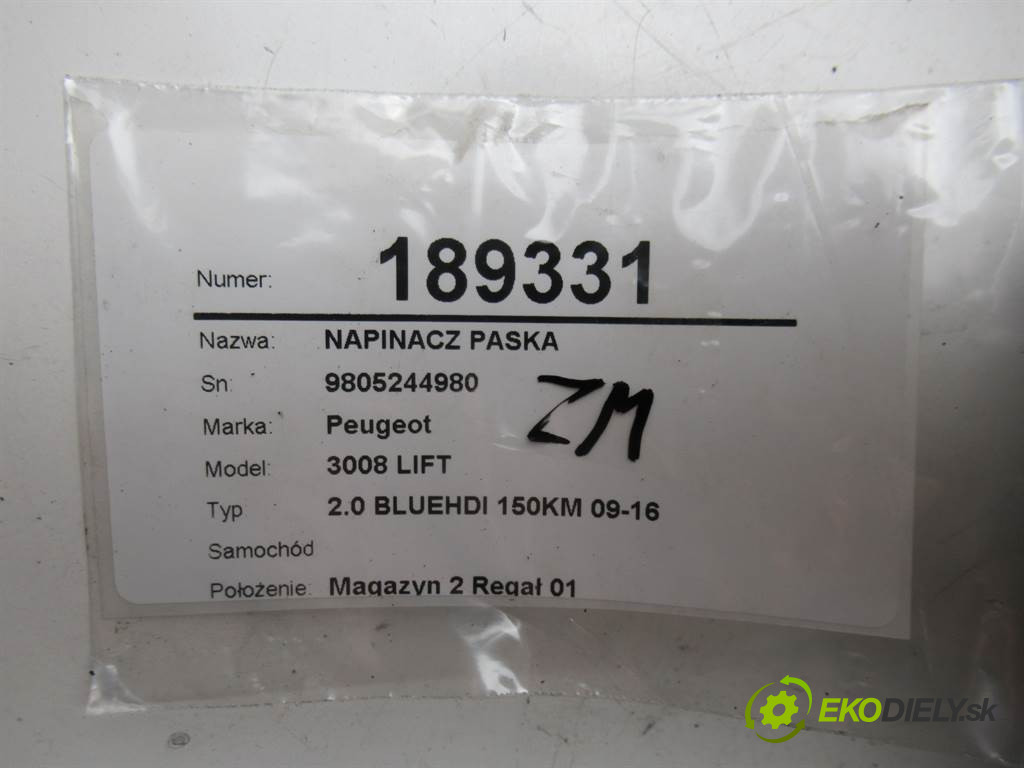 Numer: 189331
Nazwa: NAPINACZ PASKA
Sn: 9805244980
Marka: Peugeot
ZM
Model: 3008 LIFT
Typ 2.0 BLUEHDI 150KM 09-16
Samochód
Położenie: Magazyn 2 Regał 01
EKODIELY.sk